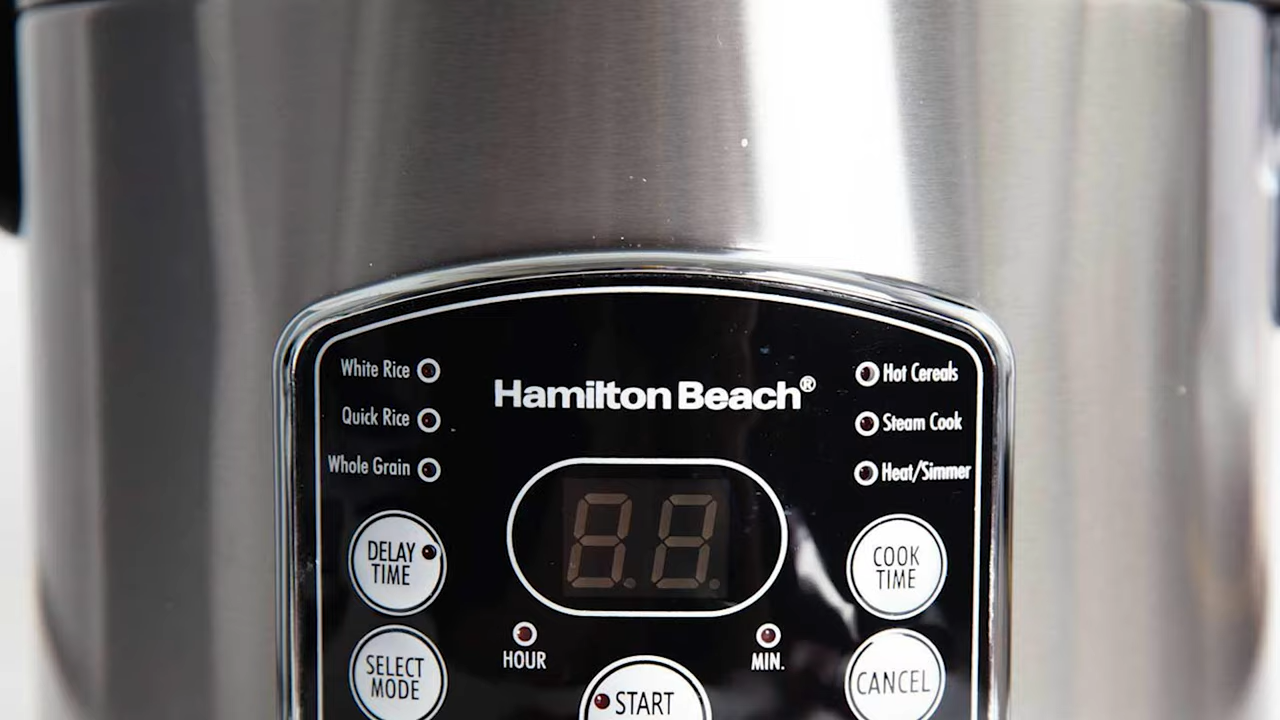 White Rice
Quick Rice
Whole Grain
Hamilton Beach®
Hot Cereals
Steam Cook
Heat/Simmer
DELAY
TIME
COOK
TIME
HOUR
MIN.
SELECT
MODE
START
CANCEL